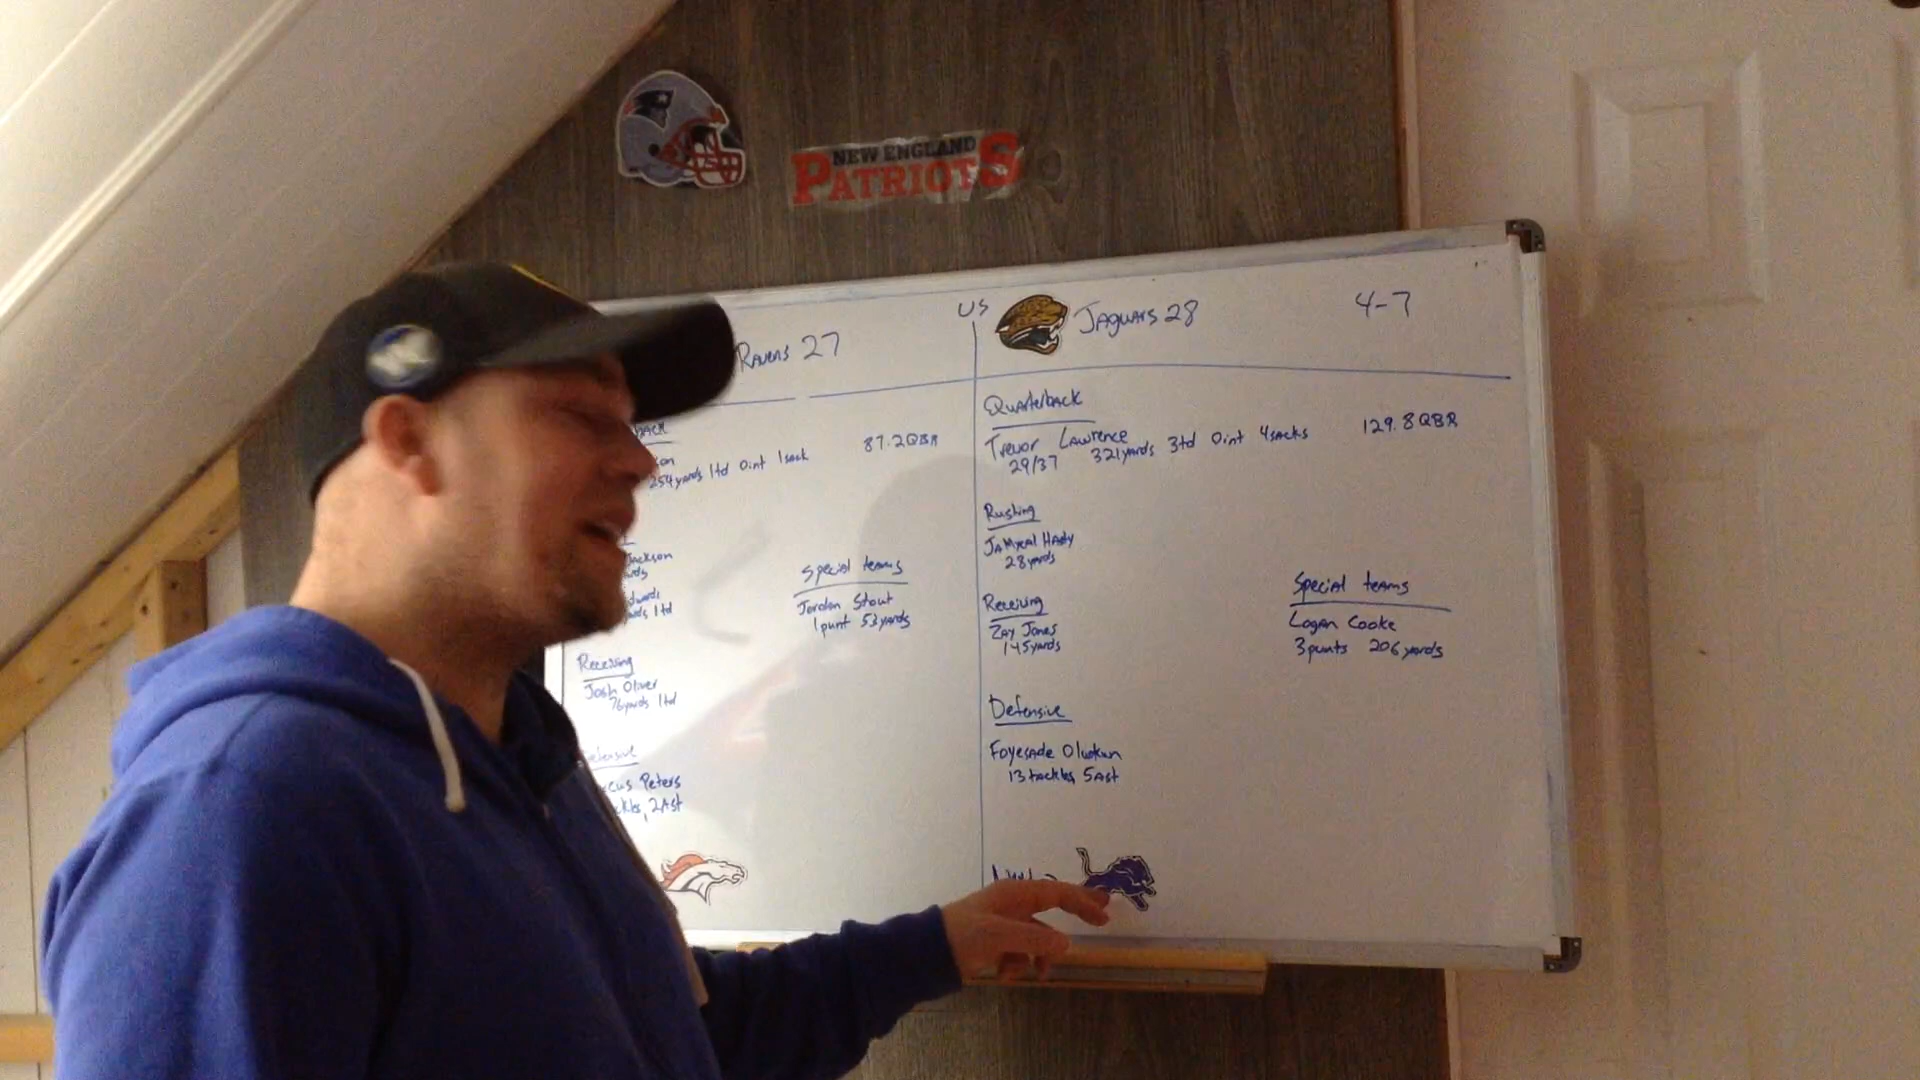 NEW ENGLAND
PATRIOTS
Ravens 27
US
Jaguars 28
4-7
87.2QBR
254yards 1td 0int 1sack
Jackson
1td
Special teams
Jordan Stout
1punt 53yards
Receiving
Josh Oliver
76yards 1td
Peters
2Ast
Quarterback
Trevor Lawrence
29/37 321yards 3td 0int 4sacks
129.8QBR
Rushing
JaMycal Hasty
28yards
Receiving
Zay Jones
145yards
Special teams
Logan Cooke
3punts 206yards
Defensive
Foyesade Oluokun
13tackles, 5Ast